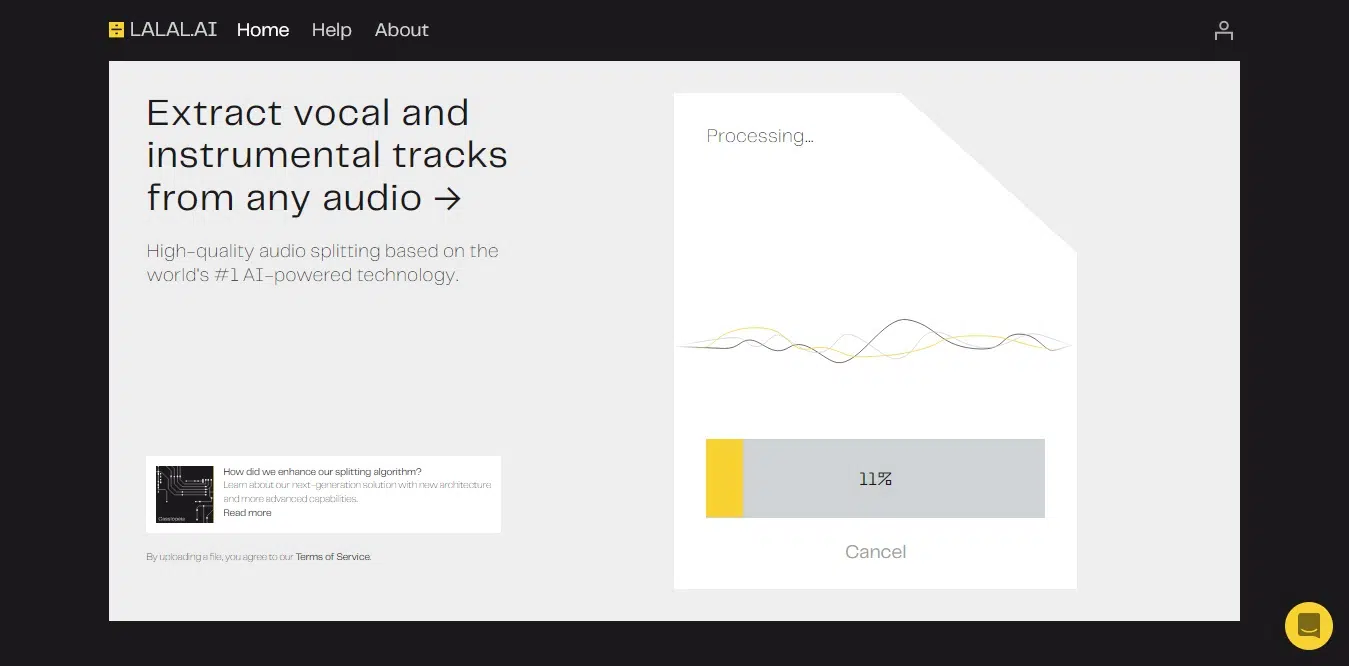 LALAL.AI Home Help About
Extract vocal and
instrumental tracks
from any audio →
High-quality audio splitting based on the
world's #1 AI-powered technology.
How did we enhance our splitting algorithm?
Learn about our next-generation solution with new architecture
and more advanced capabilities.
Read more
By uploading a file, you agree to our Terms of Service.
Processing...
11%
Cancel